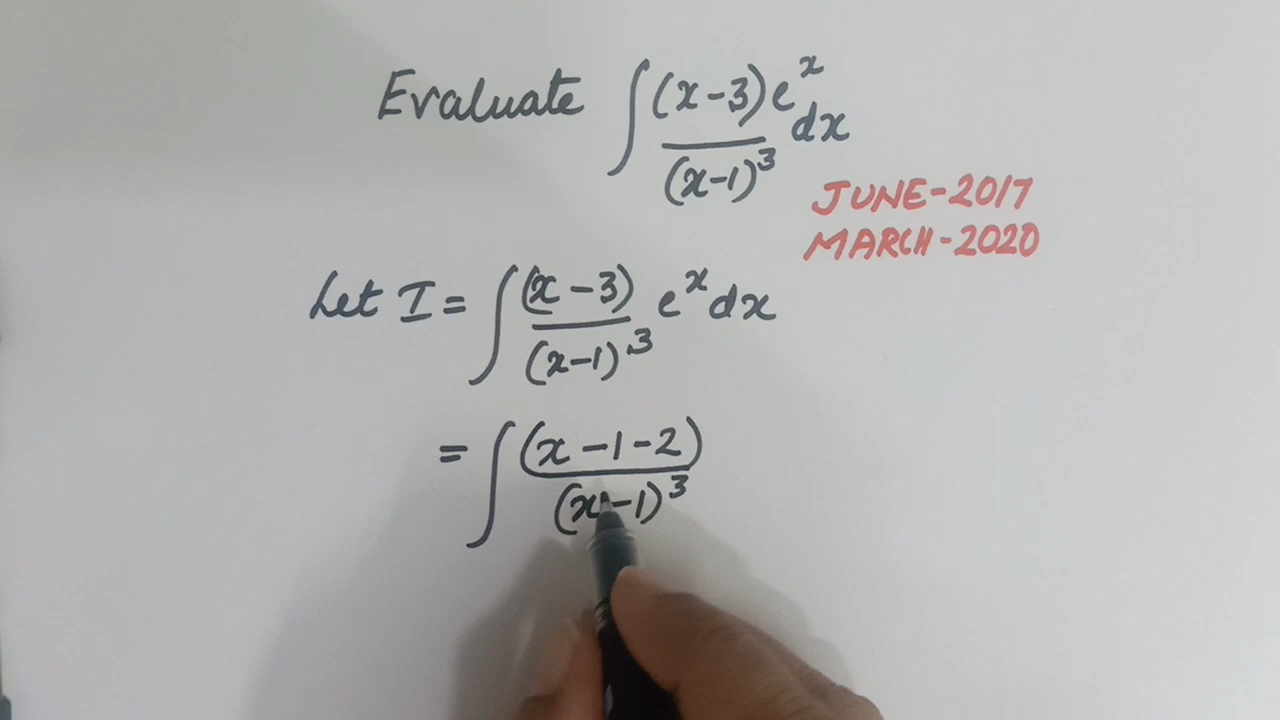 Evaluate ∫ (x-3)e^x / (x-1)^3 dx
JUNE-2017
MARCH-2020
Let I = ∫ (x-3) / (x-1)^3 e^x dx
= ∫ (x-1-2) / (x-1)^3